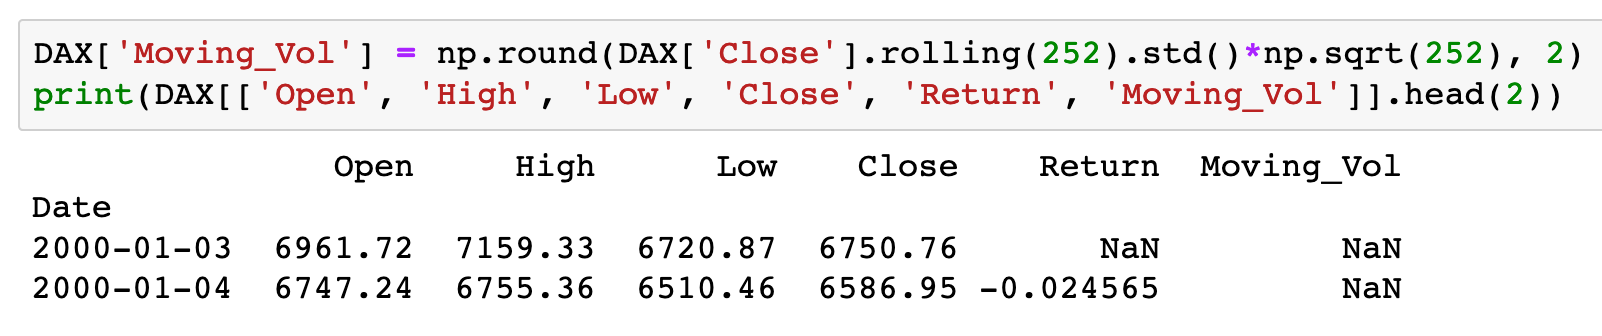 DAX['Moving_Vol'] = np.round(DAX['Close'].rolling(252).std()*np.sqrt(252), 2)
print(DAX[['Open', 'High', 'Low', 'Close', 'Return', 'Moving_Vol']].head(2))
Open High Low Close Return Moving_Vol
Date
2000-01-03 6961.72 7159.33 6720.87 6750.76 NaN NaN
2000-01-04 6747.24 6755.36 6510.46 6586.95 -0.024565 NaN